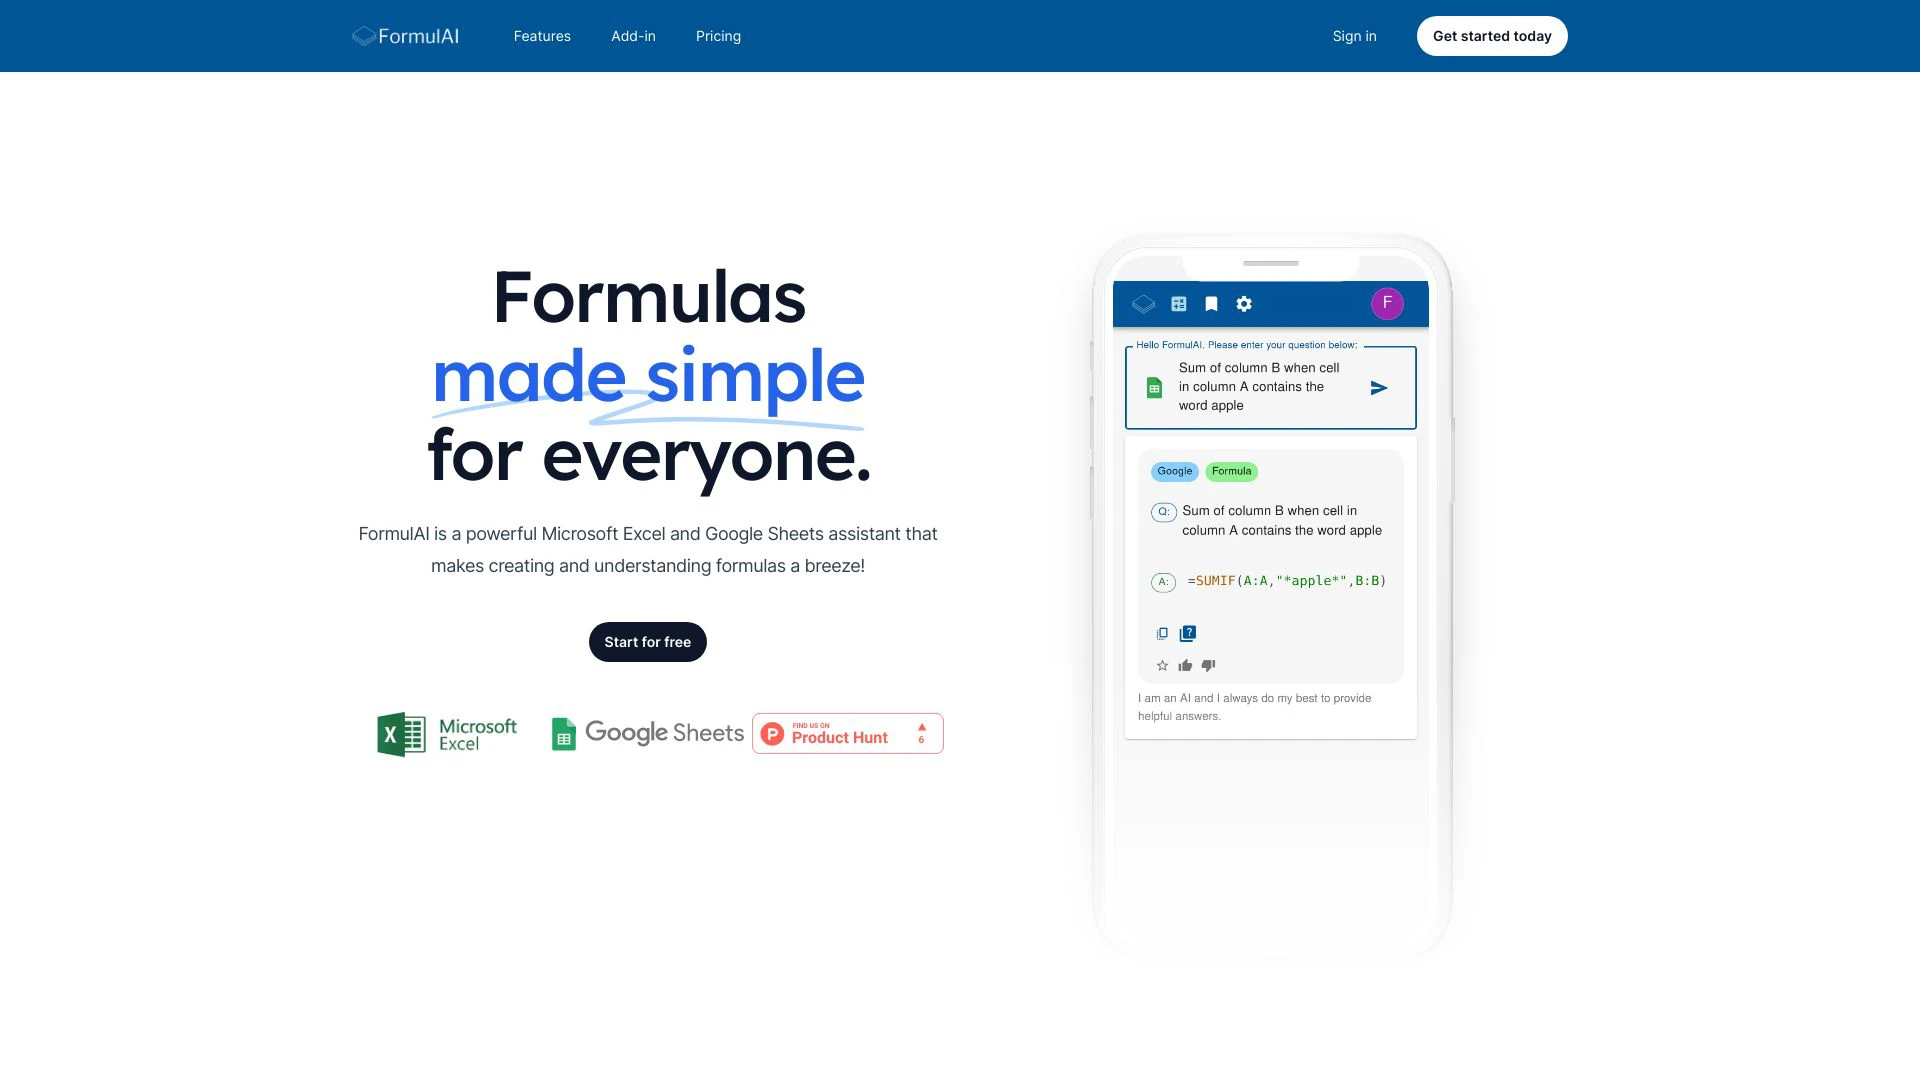 FormulAI
Features
Add-in
Pricing
Sign in
Get started today
Formulas
made simple
for everyone.
FormulAI is a powerful Microsoft Excel and Google Sheets assistant that
makes creating and understanding formulas a breeze!
Start for free
X
Microsoft
Excel
Google Sheets
P
FIND US ON
Product Hunt
6
F
Hello FormulAI. Please enter your question below:
Sum of column B when cell
in column A contains the
word apple
Google
Formula
Q:
Sum of column B when cell in
column A contains the word apple
A:
=SUMIF(A:A,"*apple*",B:B)
?
I am an AI and I always do my best to provide
helpful answers.